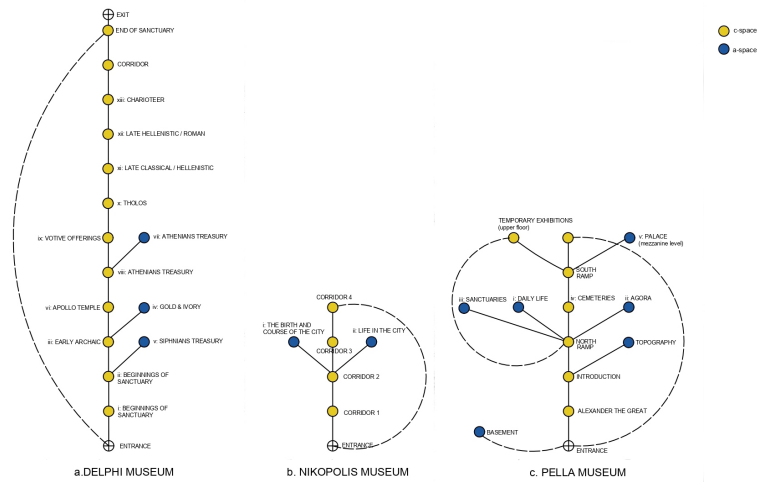 EXIT
END OF SANCTUARY
CORRIDOR
xiii: CHARIOTEER
xii: LATE HELLENISTIC / ROMAN
xi: LATE CLASSICAL / HELLENISTIC
x: THOLOS
ix: VOTIVE OFFERINGS
vii: ATHENIANS TREASURY
viii: ATHENIANS TREASURY
vi: APOLLO TEMPLE
iv: GOLD & IVORY
iii: EARLY ARCHAIC
v: SIPHNIANS TREASURY
ii: BEGINNINGS OF
SANCTUARY
i: BEGINNINGS OF
SANCTUARY
ENTRANCE
a.DELPHI MUSEUM
CORRIDOR 4
i: THE BIRTH AND
COURSE OF THE CITY
ii: LIFE IN THE CITY
CORRIDOR 3
CORRIDOR 2
CORRIDOR 1
ENTRANCE
b. NIKOPOLIS MUSEUM
TEMPORARY EXHIBITIONS
(upper floor)
v: PALACE
(mezzanine level)
SOUTH
RAMP
iii: SANCTUARIES
i: DAILY LIFE
iv: CEMETERIES
ii: AGORA
NORTH
RAMP
TOPOGRAPHY
INTRODUCTION
ALEXANDER THE GREAT
BASEMENT
ENTRANCE
c. PELLA MUSEUM
c-space
a-space